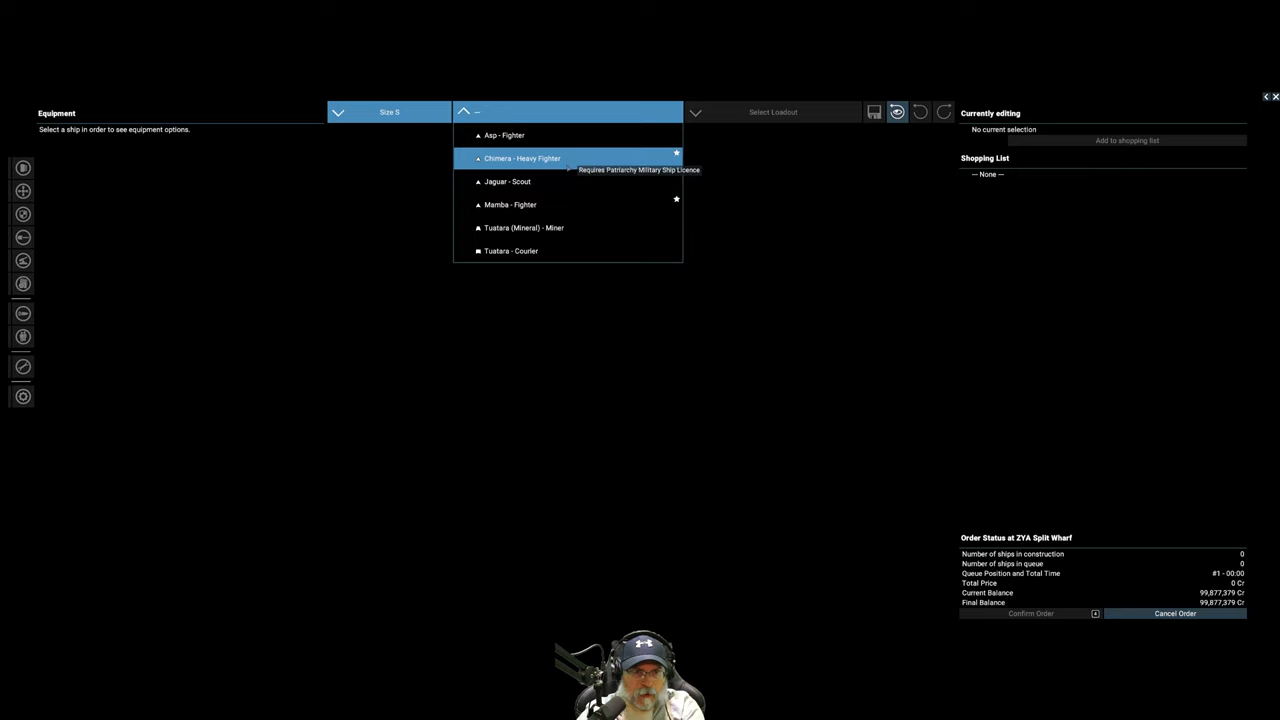 Equipment
Select a ship in order to see equipment options.
Size S
--
Select Loadout
Asp - Fighter
Chimera - Heavy Fighter
Requires Patriarchy Military Ship Licence
Jaguar - Scout
Mamba - Fighter
Tuatara (Mineral) - Miner
Tuatara - Courier
Currently editing
No current selection
Add to shopping list
Shopping List
--- None ---
Order Status at ZYA Split Wharf
Number of ships in construction 0
Number of ships in queue 0
Queue Position and Total Time #1 - 00:00
Total Price 0 Cr
Current Balance 99,877,379 Cr
Final Balance 99,877,379 Cr
Confirm Order
Cancel Order